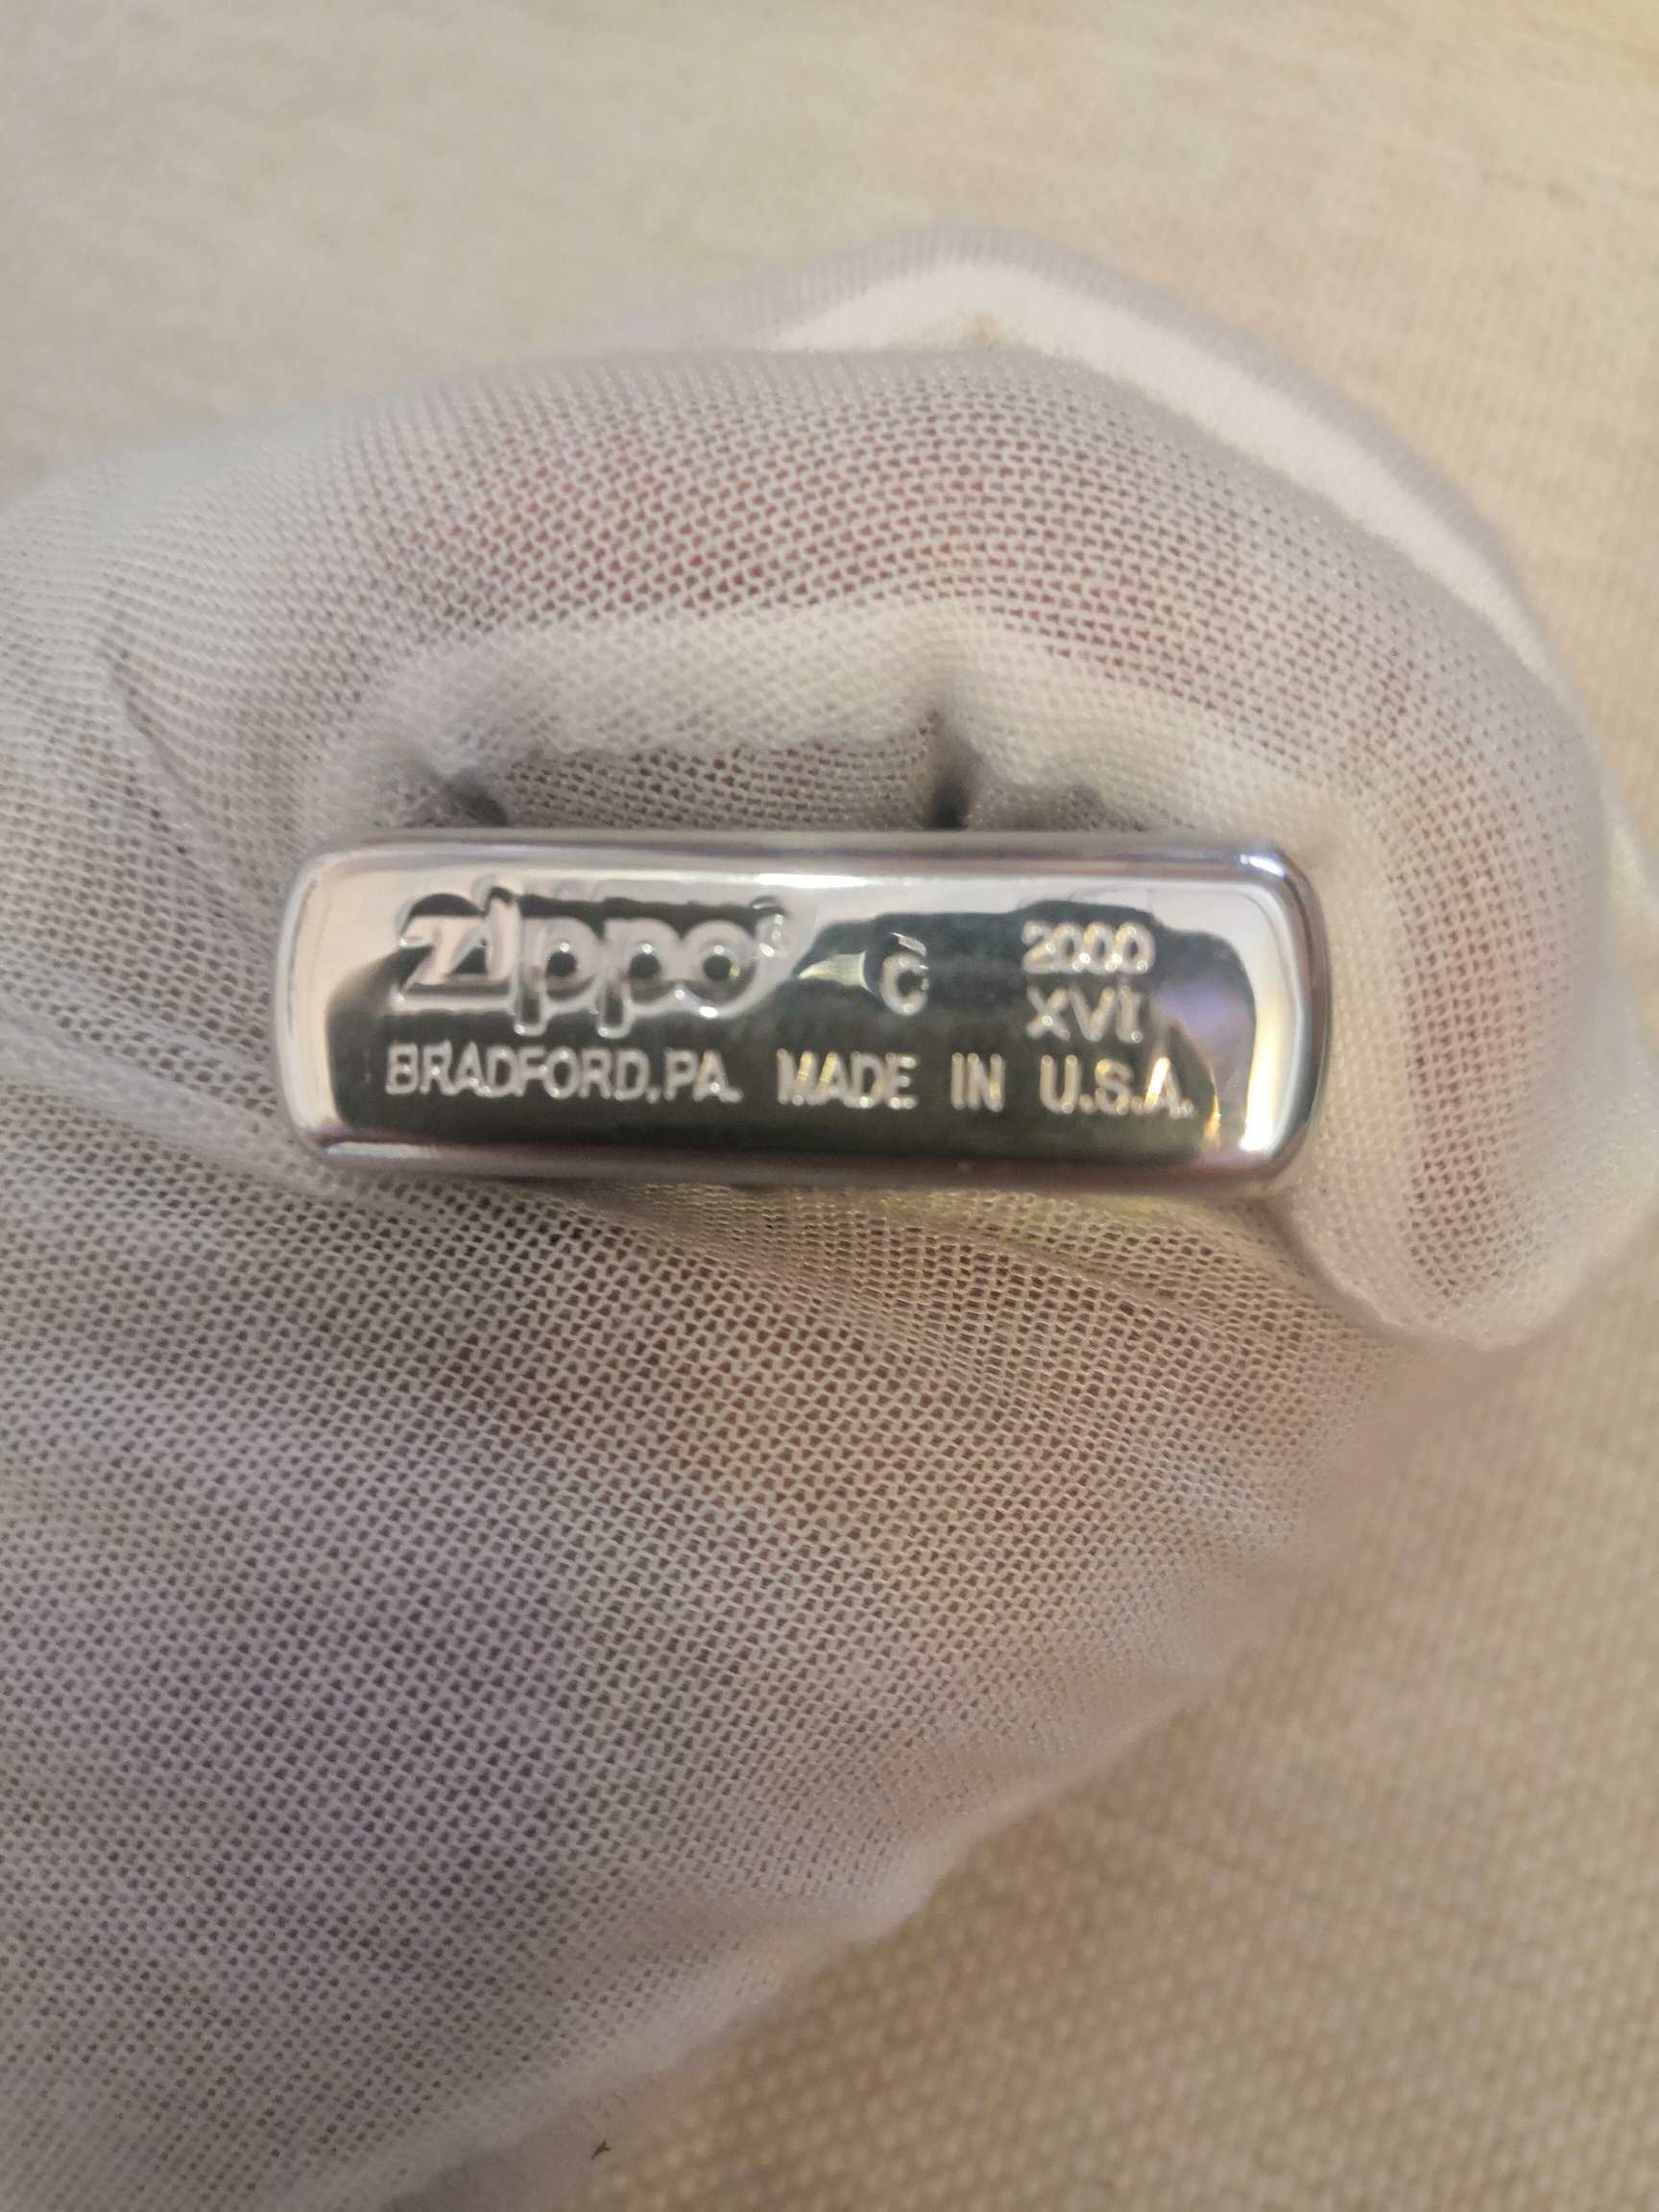 Zippo® C 2000
XVI
BRADFORD,PA. MADE IN U.S.A.